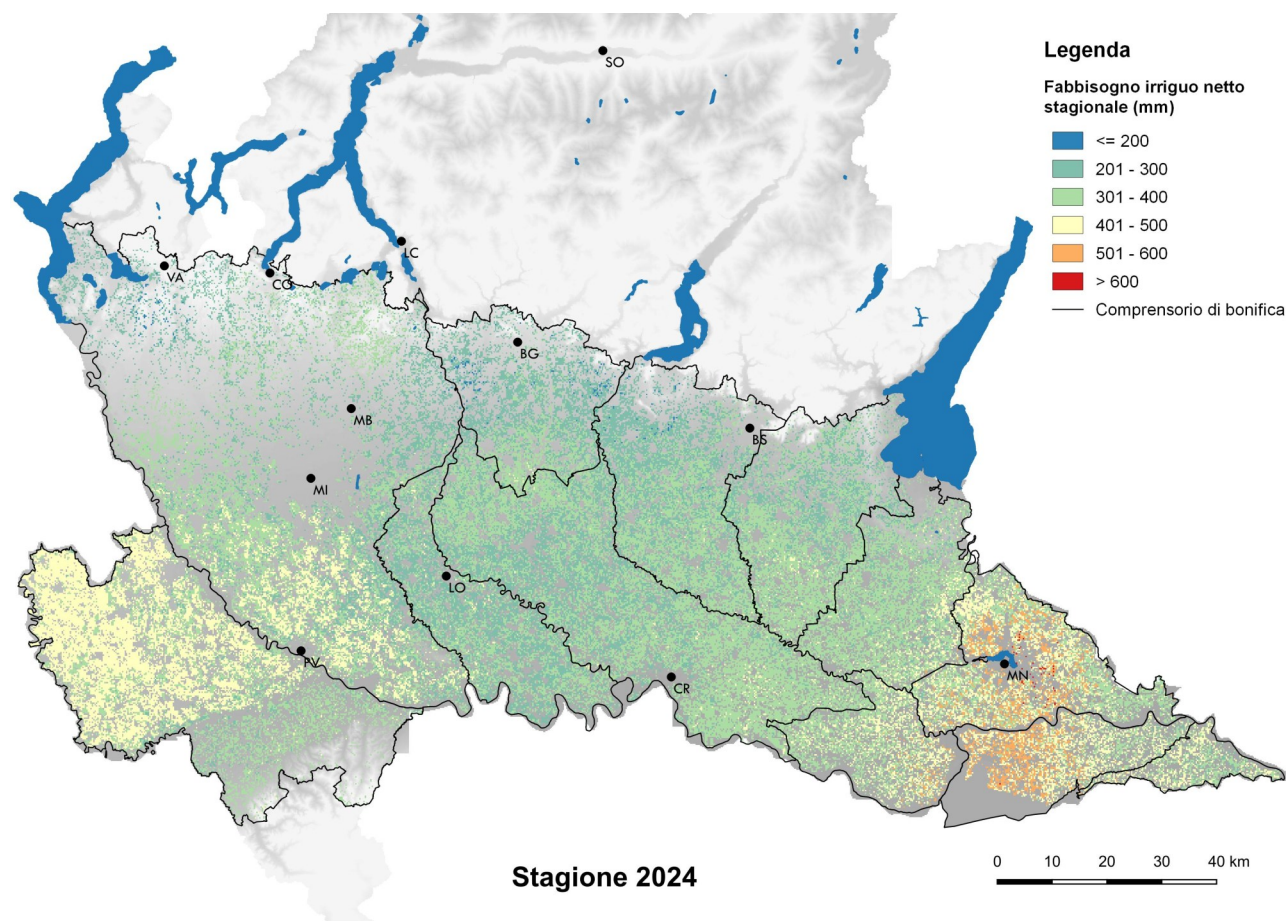 SO
Legenda
Fabbisogno irriguo netto
stagionale (mm)
<= 200
201 - 300
301 - 400
401 - 500
501 - 600
> 600
Comprensorio di bonifica
LC
VA
CO
BG
MB
BS
MI
LO
PV
MN
CR
Stagione 2024
0 10 20 30 40 km